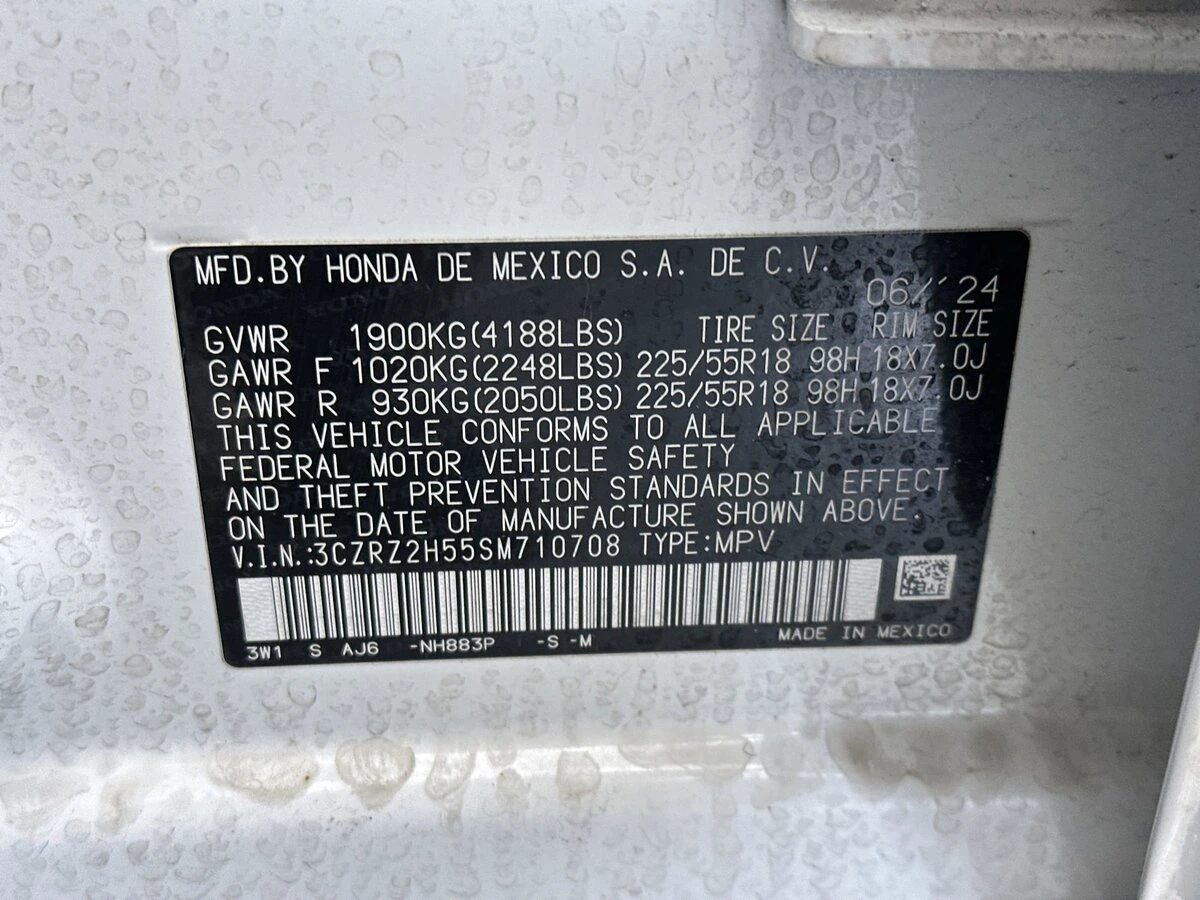 MFD.BY HONDA DE MEXICO S.A. DE C.V.
06/'24
GVWR 1900KG(4188LBS) TIRE SIZE RIM SIZE
GAWR F 1020KG(2248LBS) 225/55R18 98H 18X7.0J
GAWR R 930KG(2050LBS) 225/55R18 98H 18X7.0J
THIS VEHICLE CONFORMS TO ALL APPLICABLE
FEDERAL MOTOR VEHICLE SAFETY
AND THEFT PREVENTION STANDARDS IN EFFECT
ON THE DATE OF MANUFACTURE SHOWN ABOVE.
V.I.N.:3CZRZ2H55SM710708 TYPE:MPV
3W1 S AJ6 -NH883P -S -M MADE IN MEXICO